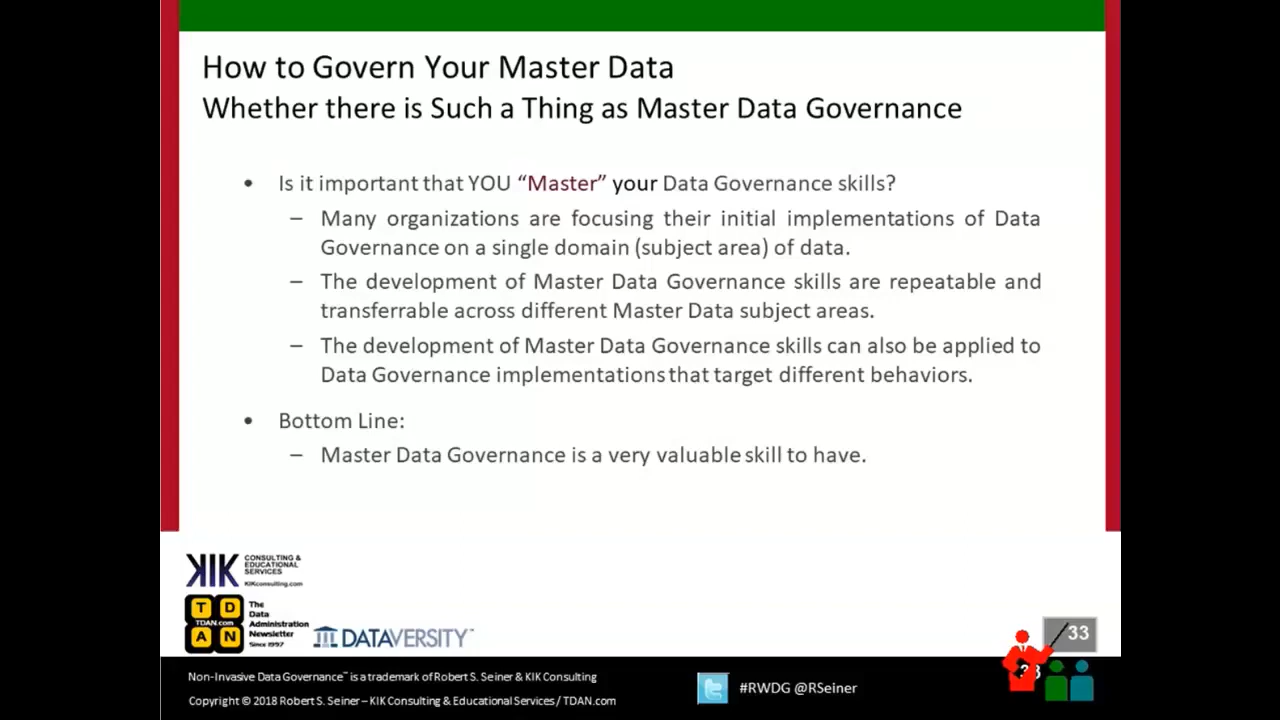 How to Govern Your Master Data
Whether there is Such a Thing as Master Data Governance
• Is it important that YOU “Master” your Data Governance skills?
– Many organizations are focusing their initial implementations of Data
Governance on a single domain (subject area) of data.
– The development of Master Data Governance skills are repeatable and
transferrable across different Master Data subject areas.
– The development of Master Data Governance skills can also be applied to
Data Governance implementations that target different behaviors.
• Bottom Line:
– Master Data Governance is a very valuable skill to have.
KIK
CONSULTING &
EDUCATIONAL
SERVICES
KIKconsulting.com
T D
TDAN.com
A N
The
Data
Administration
Newsletter
Since 1997
DATAVERSITY™
33
Non-Invasive Data Governance™ is a trademark of Robert S. Seiner & KIK Consulting
Copyright © 2018 Robert S. Seiner – KIK Consulting & Educational Services / TDAN.com
#RWDG @RSeiner